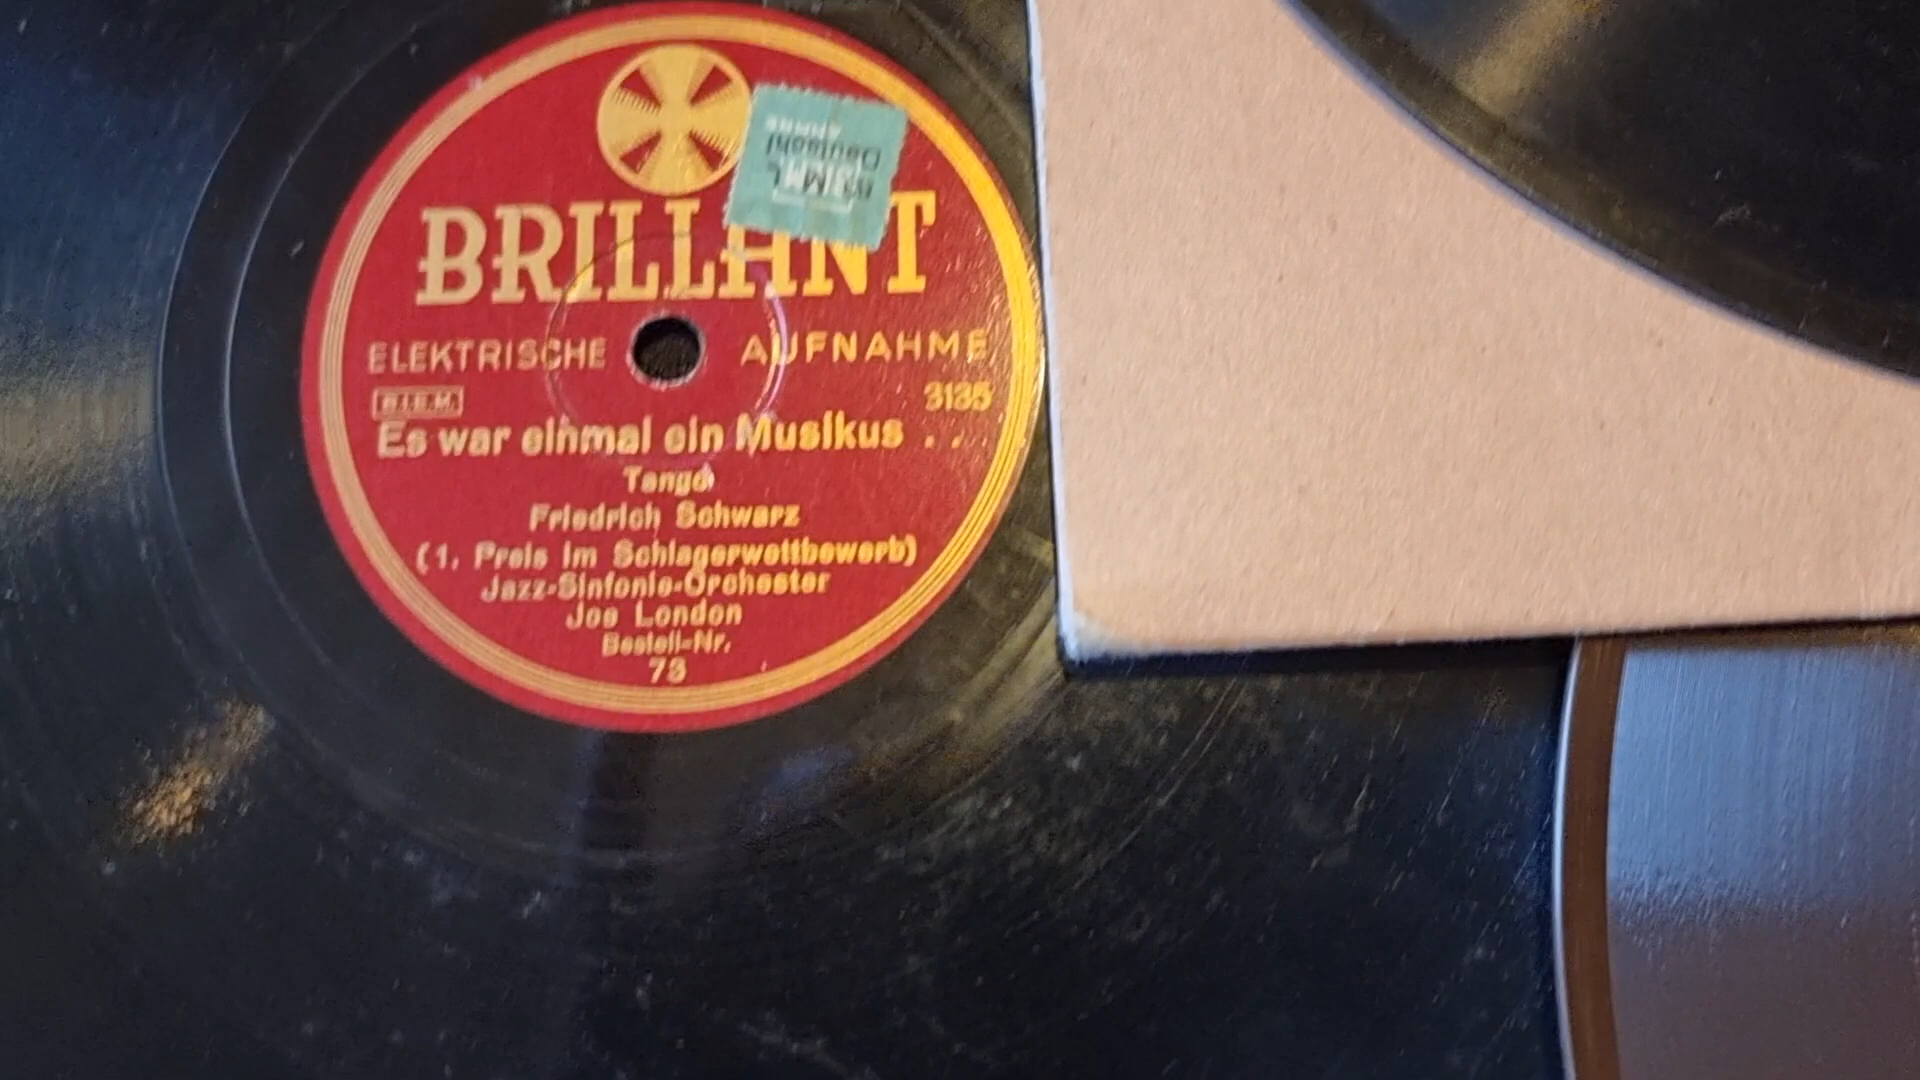 BRILLANT
ELEKTRISCHE AUFNAHME
B.I.E.M. 3135
Es war einmal ein Musikus . . .
Tango
Friedrich Schwarz
(1. Preis im Schlagerwettbewerb)
Jazz-Sinfonie-Orchester
Joe London
Bestell-Nr.
73